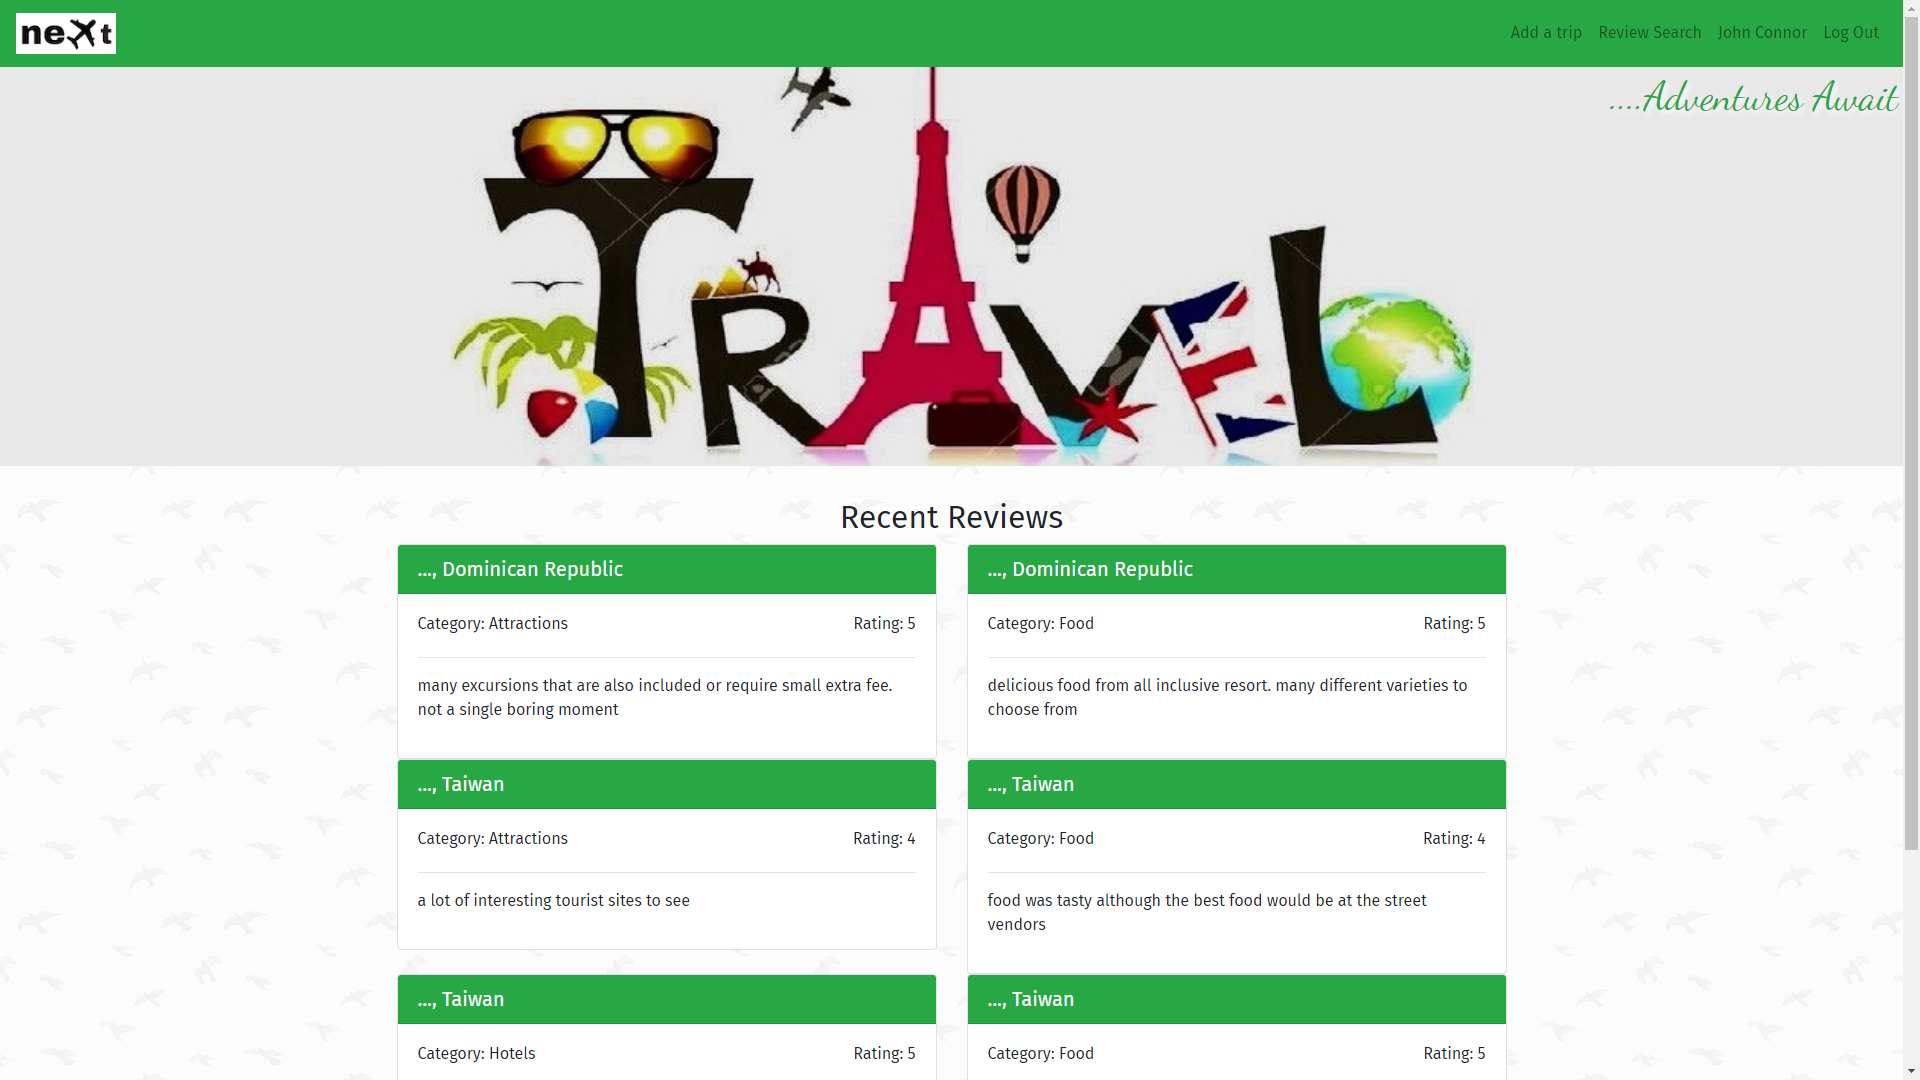 next
Add a trip
Review Search
John Connor
Log Out
....Adventures Await
TRAVEL
Recent Reviews
..., Dominican Republic
Category: Attractions
Rating: 5
many excursions that are also included or require small extra fee.
not a single boring moment
..., Dominican Republic
Category: Food
Rating: 5
delicious food from all inclusive resort. many different varieties to
choose from
..., Taiwan
Category: Attractions
Rating: 4
a lot of interesting tourist sites to see
..., Taiwan
Category: Food
Rating: 4
food was tasty although the best food would be at the street
vendors
..., Taiwan
Category: Hotels
Rating: 5
..., Taiwan
Category: Food
Rating: 5